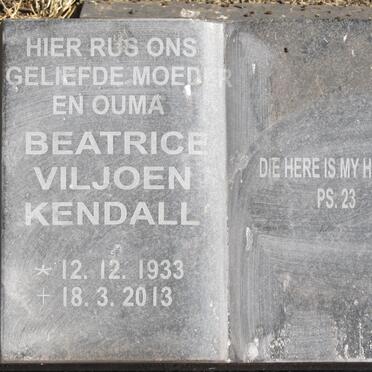 HIER RUS ONS
GELIEFDE MOEDER
EN OUMA
BEATRICE
VILJOEN
KENDALL
* 12. 12. 1933
+ 18. 3. 2013
DIE HERE IS MY H
PS. 23